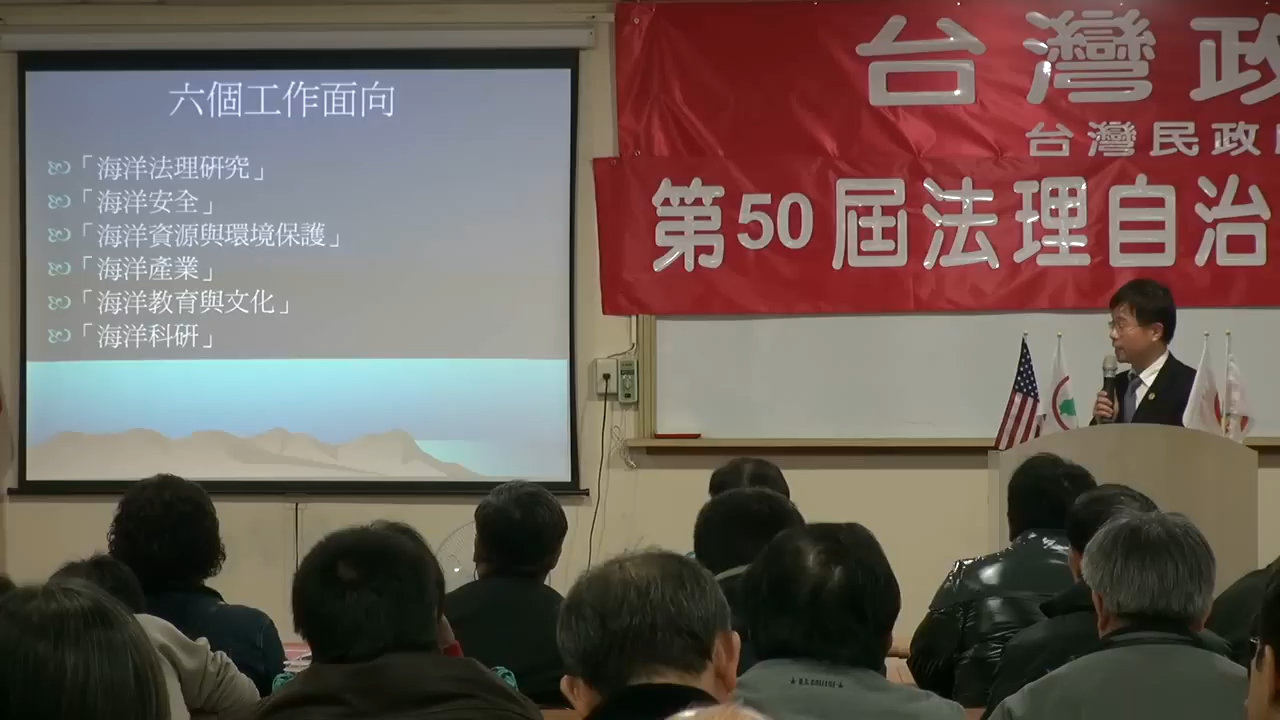 六個工作面向
「海洋法理研究」
「海洋安全」
「海洋資源與環境保護」
「海洋產業」
「海洋教育與文化」
「海洋科研」
台灣政
台灣民政
第50屆法理自治
★ U.S. COLLEGE ★